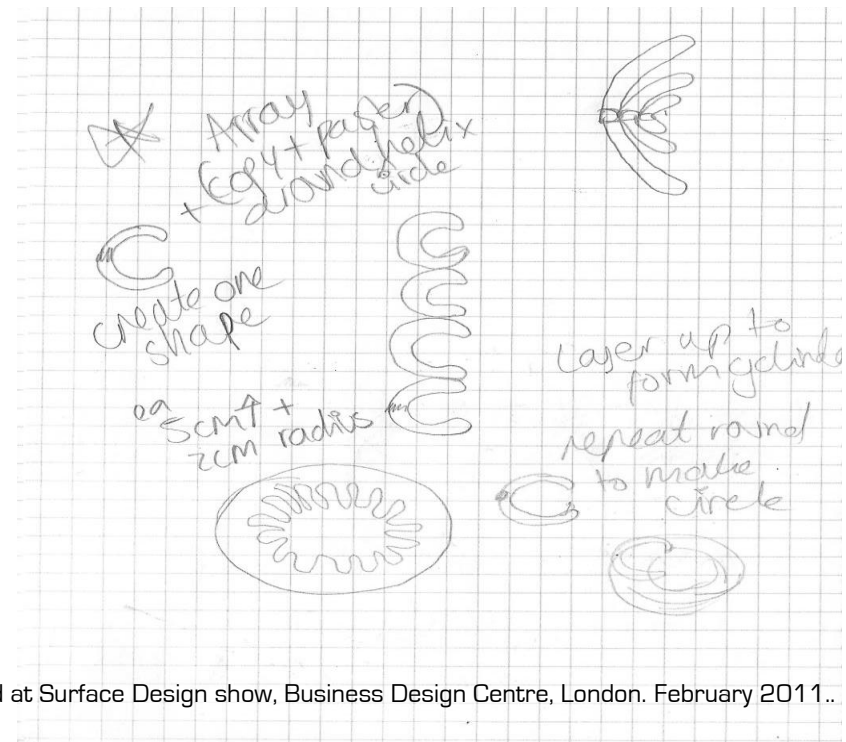 Array
(copy + paste)
+ around helix
circle
create one
shape
eg
5cm↑ +
2cm radius
Layer up to
form cylinde
repeat round
to make
circle
d at Surface Design show, Business Design Centre, London. February 2011..